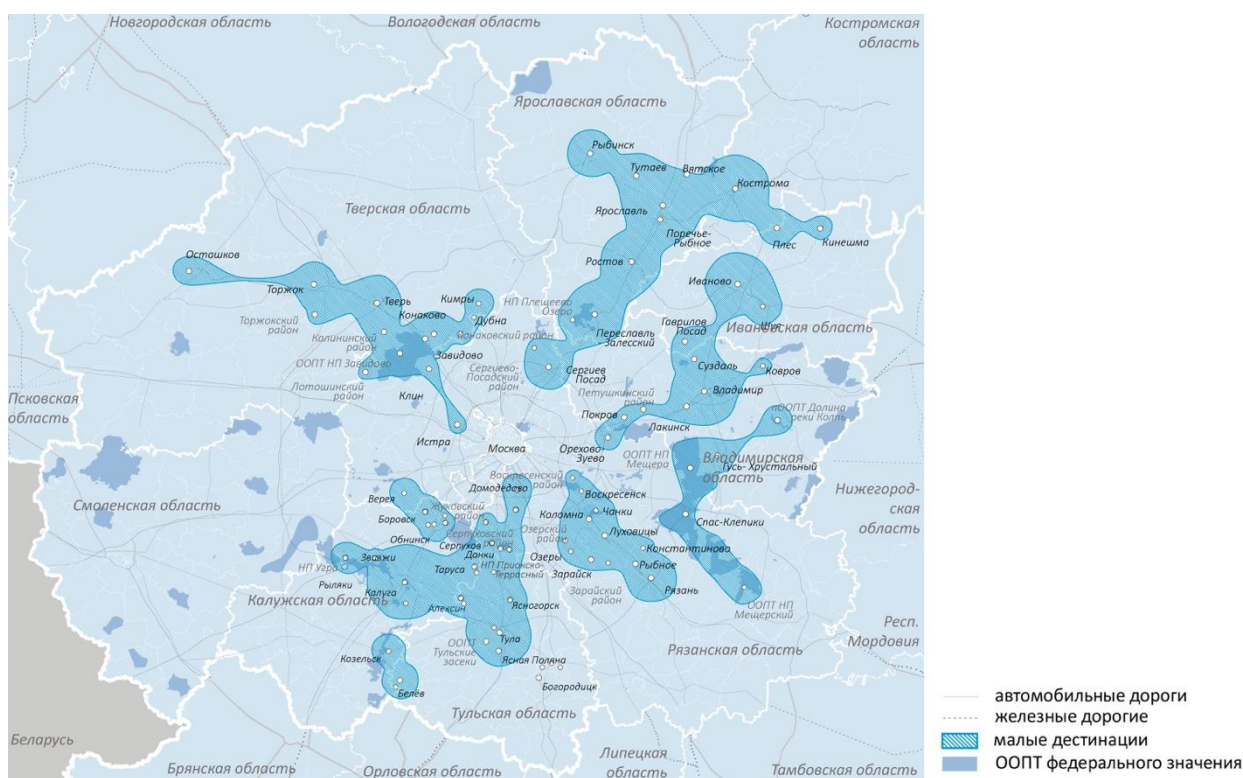 Новгородская область
Вологодская область
Костромская
область
Ярославская область
Рыбинск
Тутаев
Вятское
Кострома
Тверская область
Ярославль
Поречье-
Рыбное
Плес
Кинешма
Осташков
Ростов
Торжок
Иваново
Тверь
Кимры
НП Плещеево
Озеро
Торжокский
район
Конаково
Дубна
Гаврилов
Посад
Шуя
Ивановская область
Калининский
район
Конаковский район
Переславль
-Залесский
ООПТ НП Завидово
Завидово
Сергиево-
Посадский
район
Сергиев
Посад
Суздаль
Ковров
Лотошинский
район
Клин
Петушкинский
район
Владимир
Псковская
область
Покров
Лакинск
пООПТ Долина
реки Колпь
Истра
Москва
Орехово-
Зуево
ООПТ НП
Мещера
Владимирская
область
Гусь- Хрустальный
Смоленская область
Воскресенский
район
Нижегород-
ская
область
Верея
Домодедово
Воскресенск
Жуковский
район
Боровск
Коломна
Чанки
Спас-Клепики
Обнинск
Серпуховский
район
Серпухов
Озерский
район
Луховицы
Данки
Константиново
НП Угра
Звавжи
Таруса
НП Приокско-
Террасный
Озеры
Зарайск
Рыбное
Рыляки
Калуга
Зарайский
район
Рязань
Калужская область
Алексин
Ясногорск
ООПТ НП
Мещерский
Респ.
Мордовия
ООПТ
Тульские
засеки
Тула
Рязанская область
Козельск
Ясная Поляна
Белёв
Богородицк
Тульская область
Беларусь
Брянская область
Орловская область
Липецкая
область
Тамбовская область
автомобильные дороги
железные дорогие
малые дестинации
ООПТ федерального значения